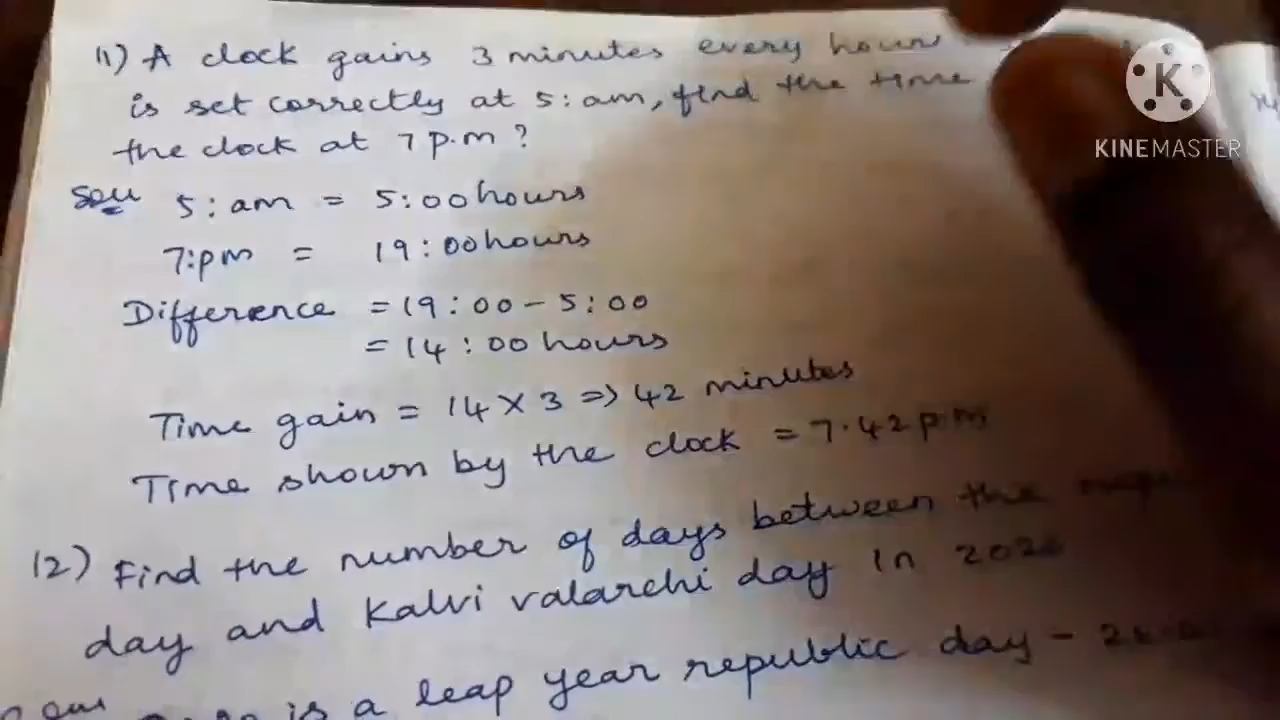 11) A clock gains 3 minutes every hour
is set correctly at 5:am, find the time
the clock at 7 p.m ?
Solu 5:am = 5:00 hours
7:pm = 19:00 hours
Difference = 19:00 - 5:00
= 14:00 hours
Time gain = 14 X 3 => 42 minutes
Time shown by the clock = 7.42 p.m
12) Find the number of days between the
day and Kalvi valarchi day in
is a leap year republic day -
K
KINEMASTER